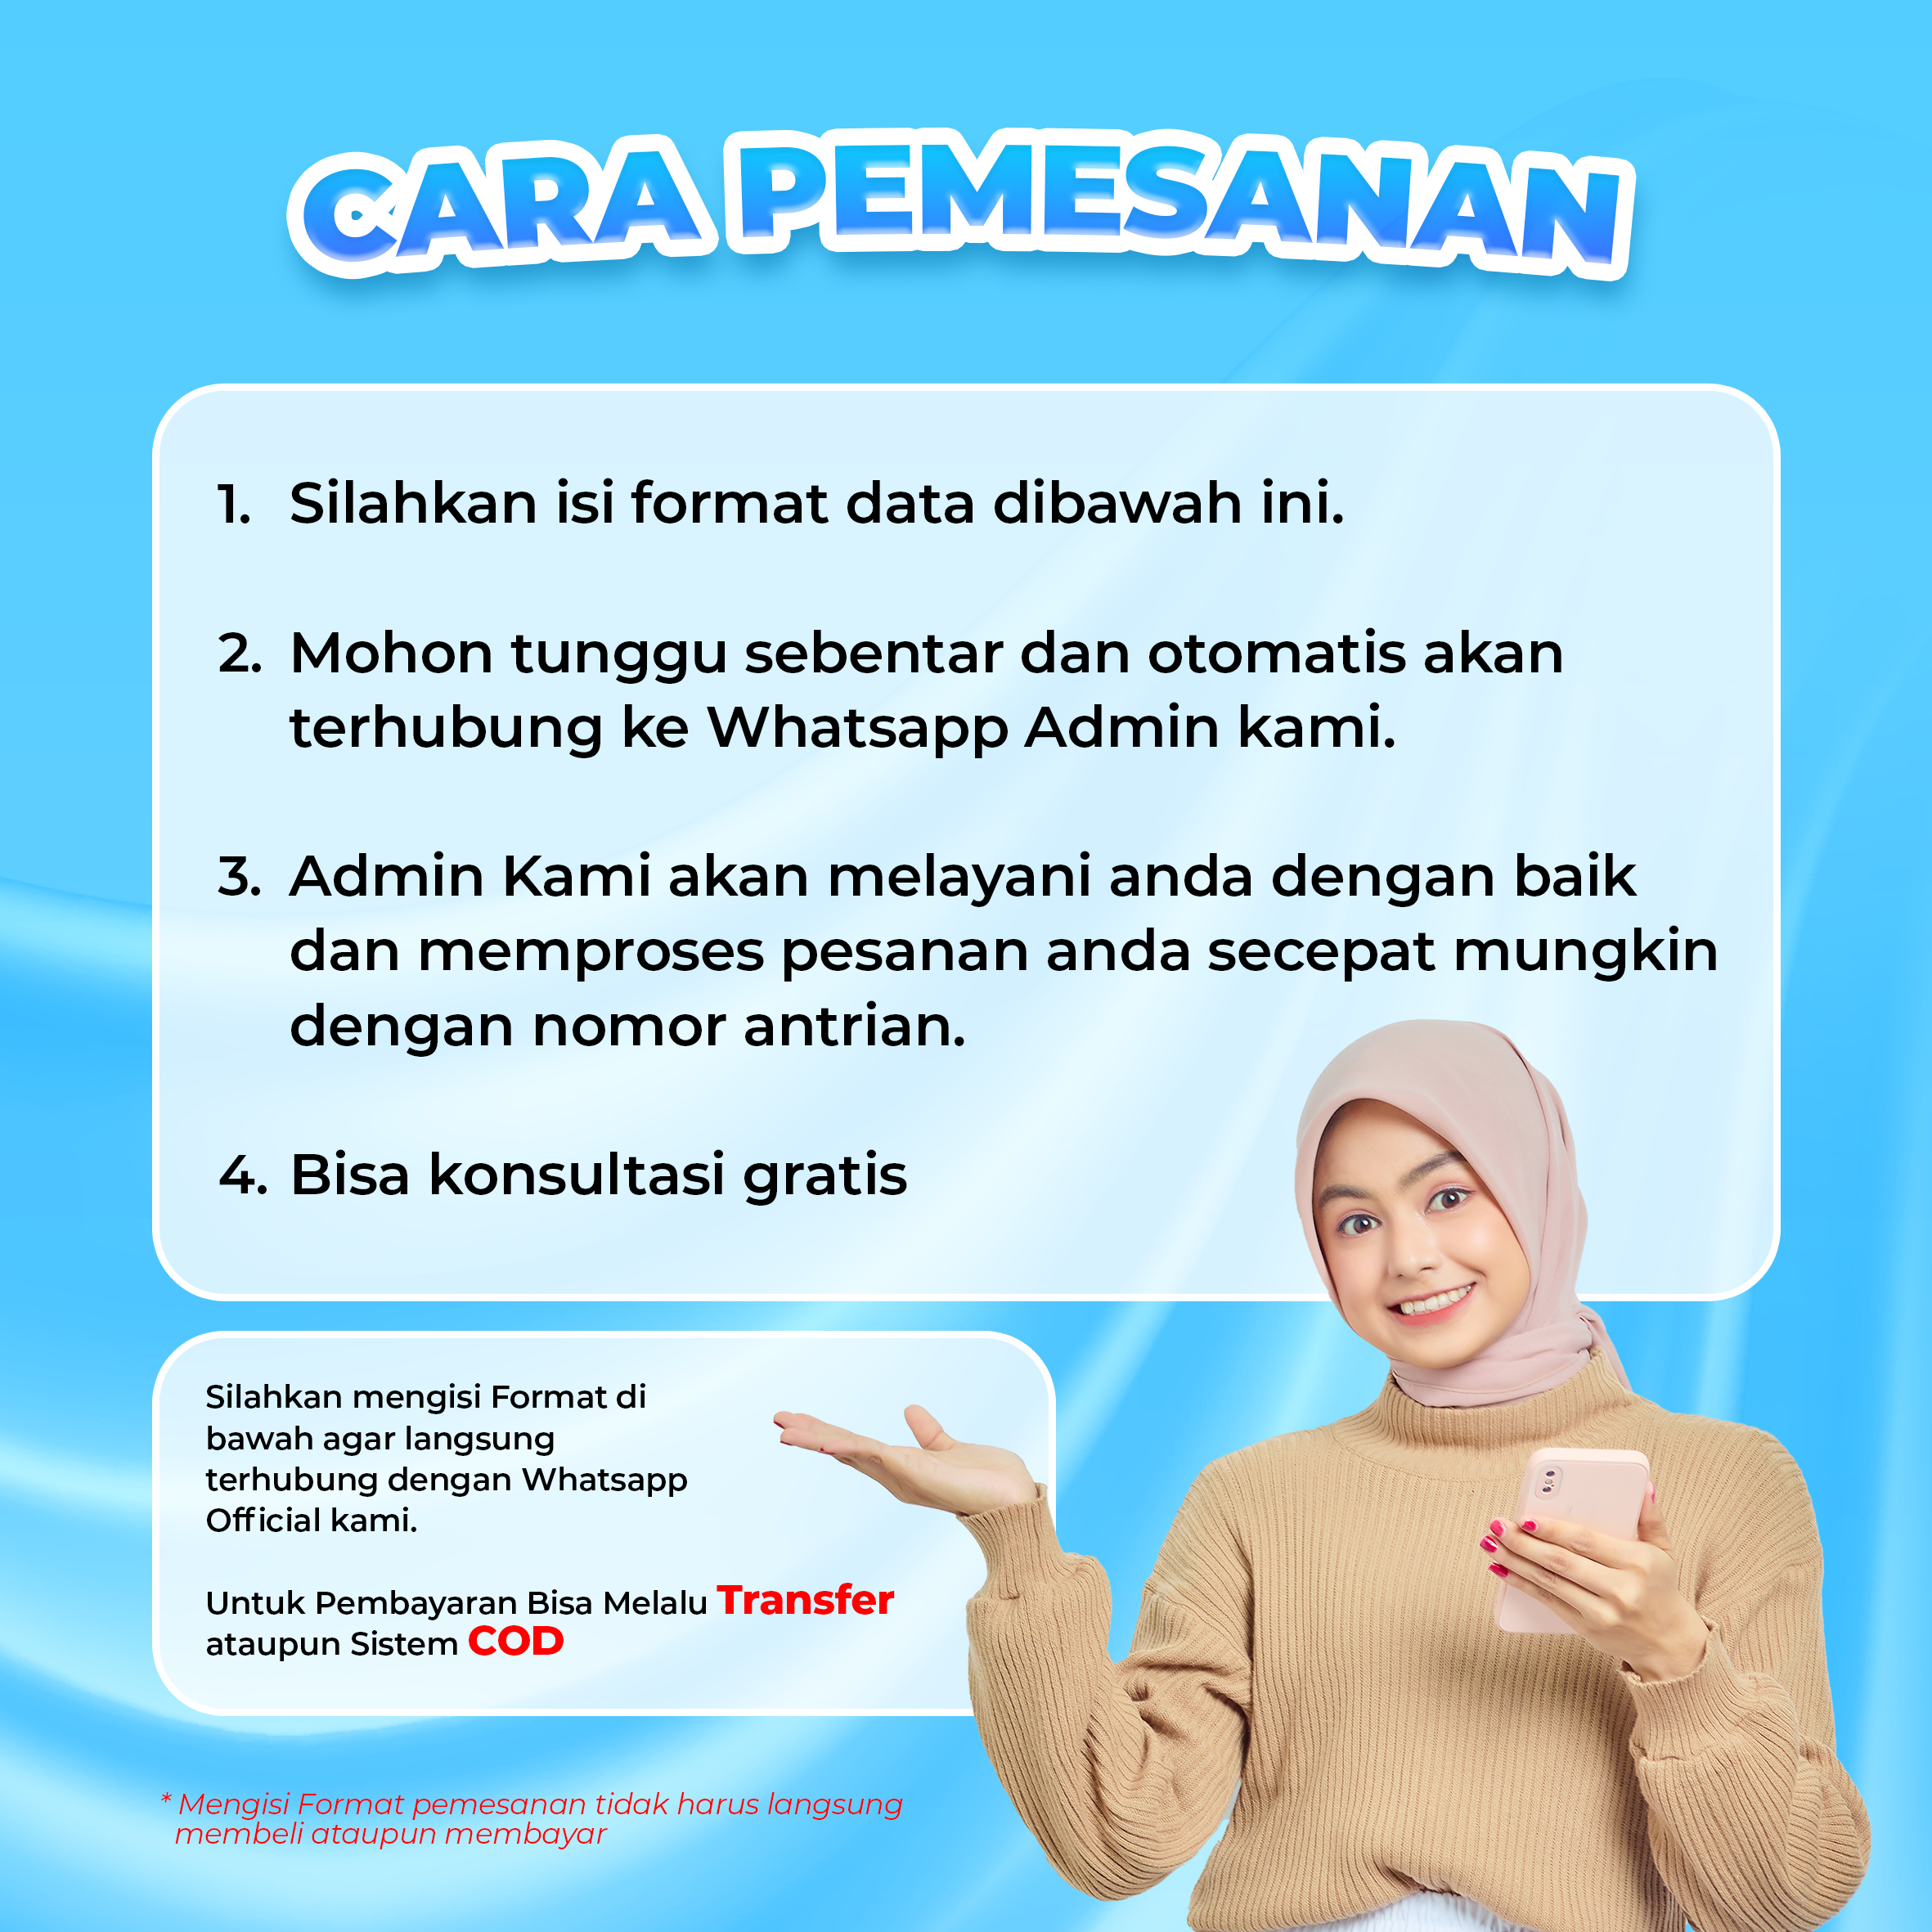 CARA PEMESANAN
1. Silahkan isi format data dibawah ini.
2. Mohon tunggu sebentar dan otomatis akan
terhubung ke Whatsapp Admin kami.
3. Admin Kami akan melayani anda dengan baik
dan memproses pesanan anda secepat mungkin
dengan nomor antrian.
4. Bisa konsultasi gratis
Silahkan mengisi Format di
bawah agar langsung
terhubung dengan Whatsapp
Official kami.
Untuk Pembayaran Bisa Melalu Transfer
ataupun Sistem COD
* Mengisi Format pemesanan tidak harus langsung
membeli ataupun membayar